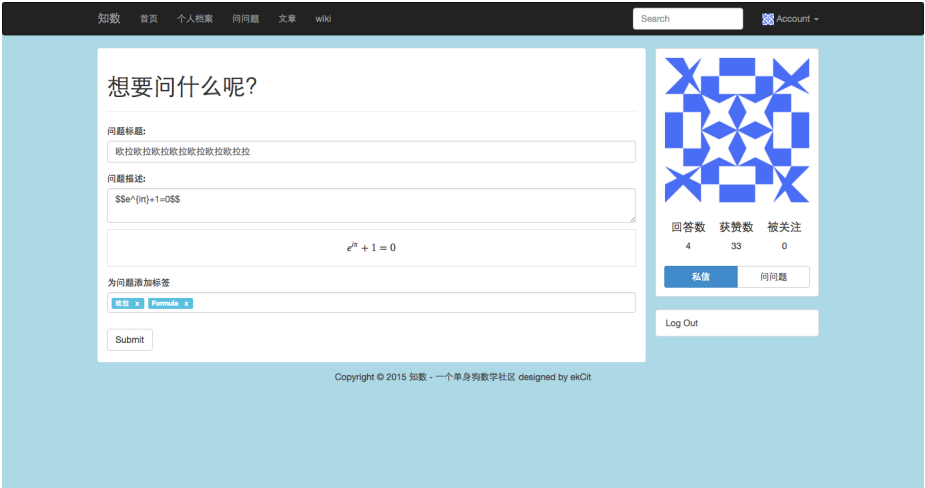 知数 首页 个人档案 问问题 文章 wiki Search Account
想要问什么呢?
问题标题:
欧拉欧拉欧拉欧拉欧拉欧拉欧拉拉
问题描述:
$$e^{iπ}+1=0$$
e^{iπ} + 1 = 0
为问题添加标签
欧拉 x Formula x
Submit
回答数 获赞数 被关注
4 33 0
私信 问问题
Log Out
Copyright © 2015 知数 - 一个单身狗数学社区 designed by ekCit